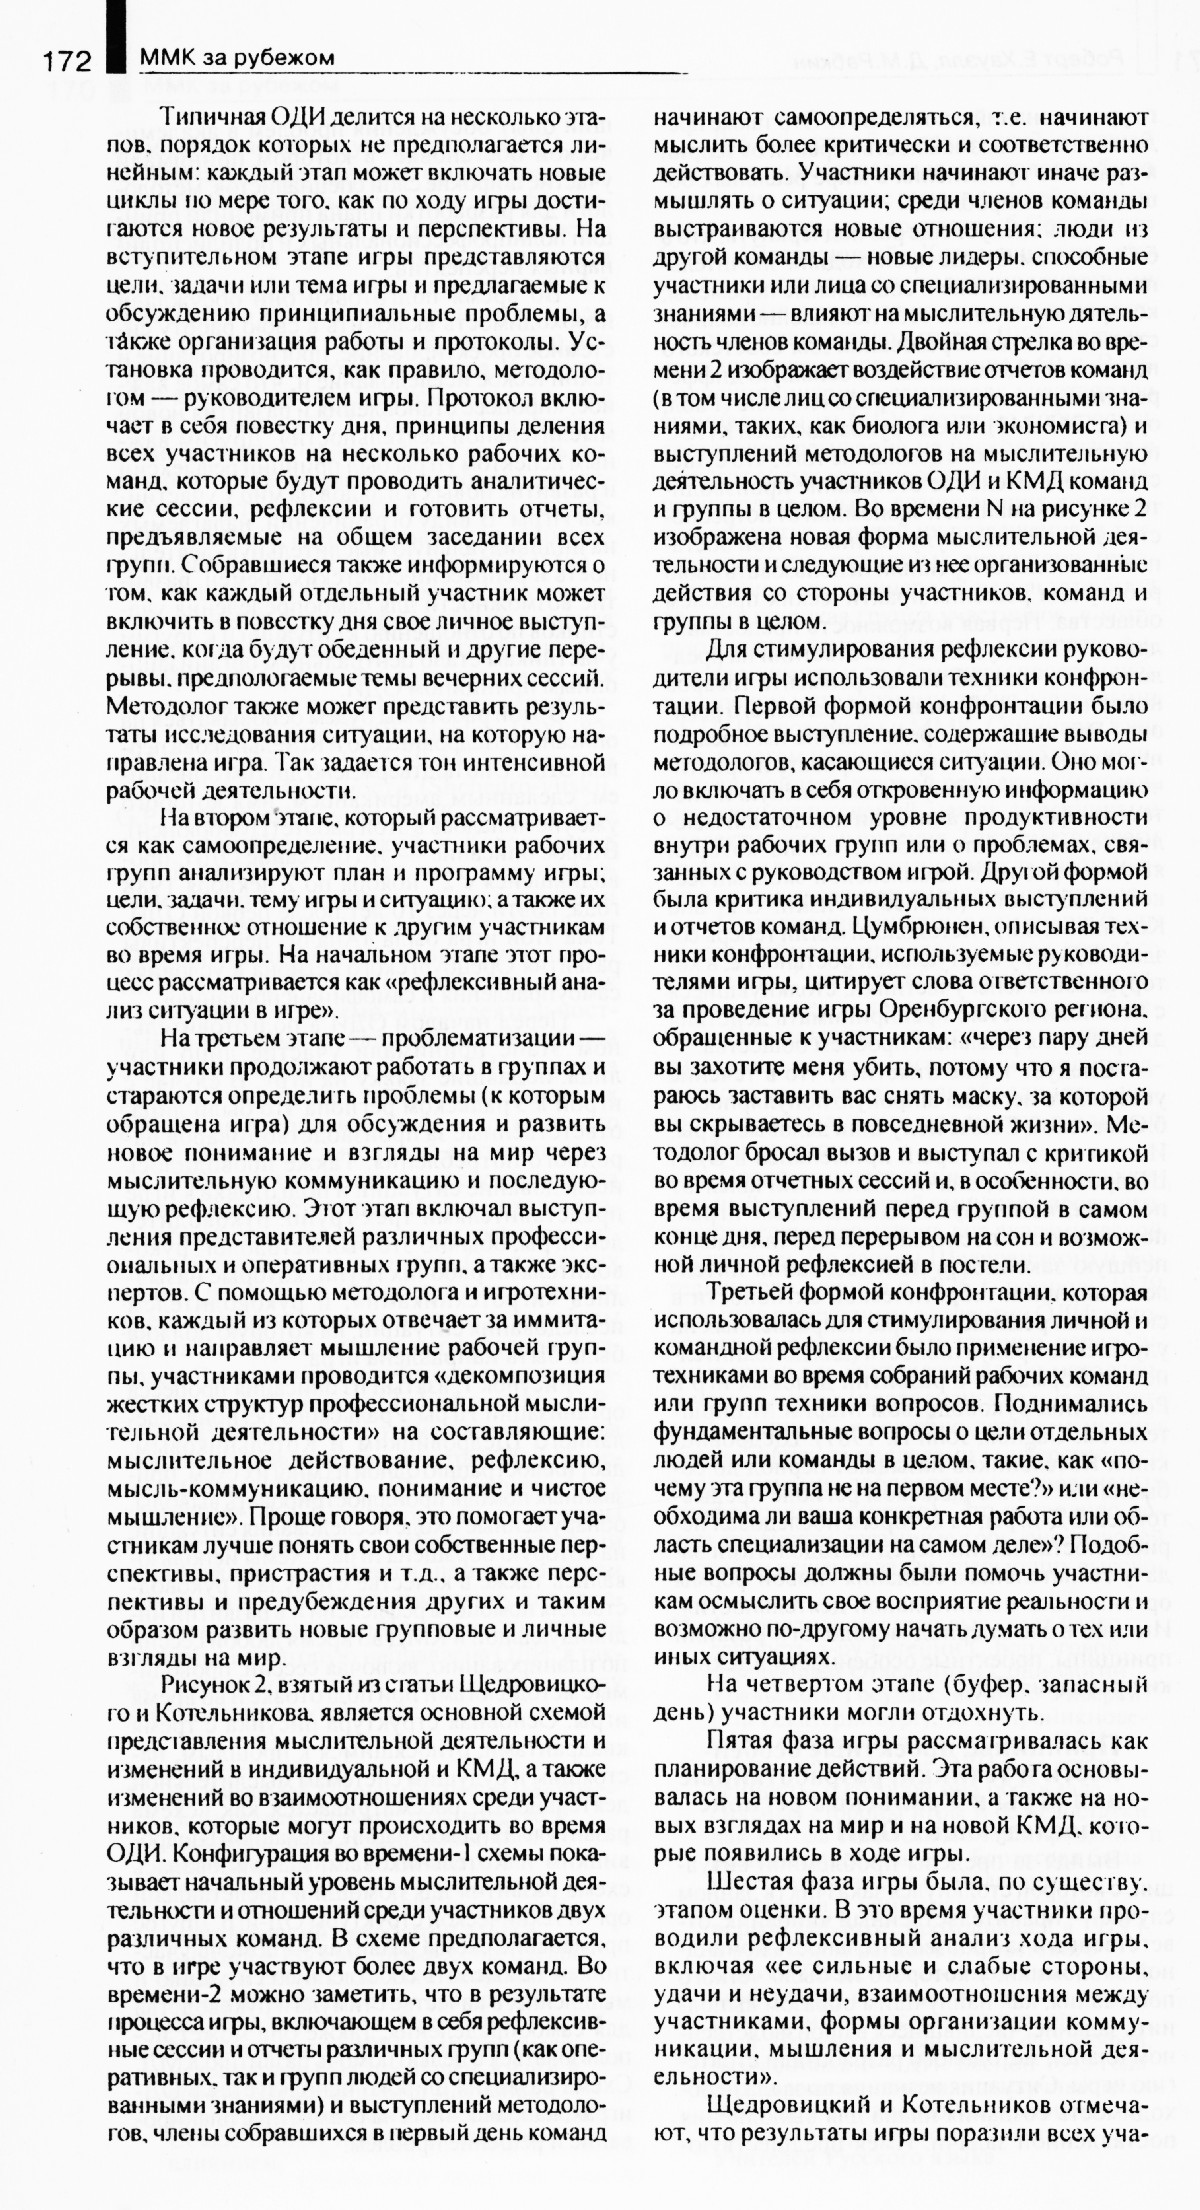 172
ММК за рубежом
Типичная ОДИ делится на несколько эта-
пов, порядок которых не предполагается ли-
нейным: каждый этап может включать новые
циклы по мере того, как по ходу игры дости-
гаются новое результаты и перспективы. На
вступительном этапе игры представляются
цели, задачи или тема игры и предлагаемые к
обсуждению принципиальные проблемы, а
также организация работы и протоколы. Ус-
тановка проводится, как правило, методоло-
гом — руководителем игры. Протокол вклю-
чает в себя повестку дня, принципы деления
всех участников на несколько рабочих ко-
манд, которые будут проводить аналитичес-
кие сессии, рефлексии и готовить отчеты,
предъявляемые на общем заседании всех
групп. Собравшиеся также информируются о
том, как каждый отдельный участник может
включить в повестку дня свое личное выступ-
ление, когда будут обеденный и другие пере-
рывы, предпологаемые темы вечерних сессий.
Методолог также может представить резуль-
таты исследования ситуации, на которую на-
правлена игра. Так задается тон интенсивной
рабочей деятельности.
На втором этапе, который рассматривает-
ся как самоопределение, участники рабочих
групп анализируют план и программу игры;
цели, задачи, тему игры и ситуацию; а также их
собственное отношение к другим участникам
во время игры. На начальном этапе этот про-
цесс рассматривается как «рефлексивный ана-
лиз ситуации в игре».
На третьем этапе — проблематизации —
участники продолжают работать в группах и
стараются определить проблемы (к которым
обращена игра) для обсуждения и развить
новое понимание и взгляды на мир через
мыслительную коммуникацию и последую-
щую рефлексию. Этот этап включал выступ-
ления представителей различных професси-
ональных и оперативных групп, а также экс-
пертов. С помощью методолога и игротехни-
ков, каждый из которых отвечает за иммита-
цию и направляет мышление рабочей груп-
пы, участниками проводится «декомпозиция
жестких структур профессиональной мысли-
тельной деятельности» на составляющие:
мыслительное действование, рефлексию,
мысль-коммуникацию, понимание и чистое
мышление». Проще говоря, это помогает уча-
стникам лучше понять свои собственные пер-
спективы, пристрастия и т.д., а также перс-
пективы и предубеждения других и таким
образом развить новые групповые и личные
взгляды на мир.
Рисунок 2, взятый из статьи Щедровицко-
го и Котельникова, является основной схемой
представления мыслительной деятельности и
изменений в индивидуальной и КМД, а также
изменений во взаимоотношениях среди участ-
ников, которые могут происходить во время
ОДИ. Конфигурация во времени-1 схемы пока-
зывает начальный уровень мыслительной дея-
тельности и отношений среди участников двух
различных команд. В схеме предполагается,
что в игре участвуют более двух команд. Во
времени-2 можно заметить, что в результате
процесса игры, включающем в себя рефлексив-
ные сессии и отчеты различных групп (как опе-
ративных, так и групп людей со специализиро-
ванными знаниями) и выступлений методоло-
гов, члены собравшихся в первый день команд
начинают самоопределяться, т.е. начинают
мыслить более критически и соответственно
действовать. Участники начинают иначе раз-
мышлять о ситуации; среди членов команды
выстраиваются новые отношения; люди из
другой команды — новые лидеры, способные
участники или лица со специализированными
знаниями — влияют на мыслительную дятель-
ность членов команды. Двойная стрелка во вре-
мени 2 изображает воздействие отчетов команд
(в том числе лиц со специализированными зна-
ниями, таких, как биолога или экономиста) и
выступлений методологов на мыслительную
деятельность участников ОДИ и КМД команд
и группы в целом. Во времени N на рисунке 2
изображена новая форма мыслительной дея-
тельности и следующие из нее организованные
действия со стороны участников, команд и
группы в целом.
Для стимулирования рефлексии руково-
дители игры использовали техники конфрон-
тации. Первой формой конфронтации было
подробное выступление, содержащие выводы
методологов, касающиеся ситуации. Оно мог-
ло включать в себя откровенную информацию
о недостаточном уровне продуктивности
внутри рабочих групп или о проблемах, свя-
занных с руководством игрой. Другой формой
была критика индивидуальных выступлений
и отчетов команд. Цумбрюнен, описывая тех-
ники конфронтации, используемые руководи-
телями игры, цитирует слова ответственного
за проведение игры Оренбургского региона,
обращенные к участникам: «через пару дней
вы захотите меня убить, потому что я поста-
раюсь заставить вас снять маску, за которой
вы скрываетесь в повседневной жизни». Ме-
тодолог бросал вызов и выступал с критикой
во время отчетных сессий и, в особенности, во
время выступлений перед группой в самом
конце дня, перед перерывом на сон и возмож-
ной личной рефлексией в постели.
Третьей формой конфронтации, которая
использовалась для стимулирования личной и
командной рефлексии было применение игро-
техниками во время собраний рабочих команд
или групп техники вопросов. Поднимались
фундаментальные вопросы о цели отдельных
людей или команды в целом, такие, как «по-
чему эта группа не на первом месте?» или «не-
обходима ли ваша конкретная работа или об-
ласть специализации на самом деле»? Подоб-
ные вопросы должны были помочь участни-
кам осмыслить свое восприятие реальности и
возможно по-другому начать думать о тех или
иных ситуациях.
На четвертом этапе (буфер, запасный
день) участники могли отдохнуть.
Пятая фаза игры рассматривалась как
планирование действий. Эта работа основы-
валась на новом понимании, а также на но-
вых взглядах на мир и на новой КМД, кото-
рые появились в ходе игры.
Шестая фаза игры была, по существу,
этапом оценки. В это время участники про-
водили рефлексивный анализ хода игры,
включая «ее сильные и слабые стороны,
удачи и неудачи, взаимоотношения между
участниками, формы организации комму-
никации, мышления и мыслительной дея-
ельности».
Щедровицкий и Котельников отмеча-
ют, что результаты игры поразили всех уча-